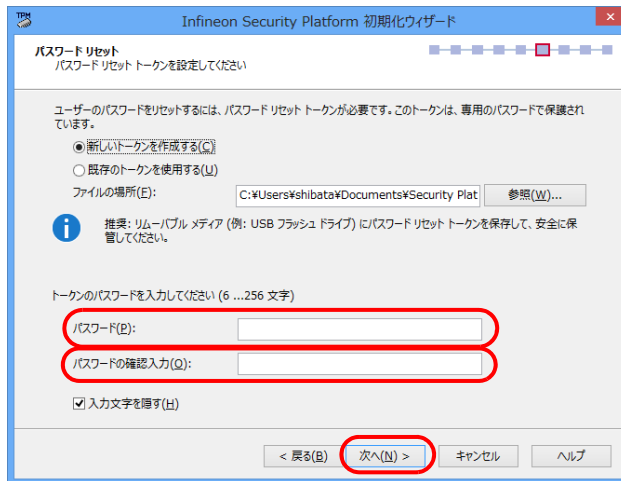 TPM
Infineon Security Platform 初期化ウィザード
パスワード リセット
パスワード リセット トークンを設定してください
ユーザーのパスワードをリセットするには、パスワード リセット トークンが必要です。このトークンは、専用のパスワードで保護され
ています。
新しいトークンを作成する(C)
既存のトークンを使用する(U)
ファイルの場所(F):
C:¥Users¥shibata¥Documents¥Security Plat
参照(W)...
推奨: リムーバブル メディア (例: USB フラッシュ ドライブ) にパスワード リセット トークンを保存して、安全に保
管してください。
トークンのパスワードを入力してください (6 ...256 文字)
パスワード(P):
パスワードの確認入力(O):
入力文字を隠す(H)
< 戻る(B)
次へ(N) >
キャンセル
ヘルプ